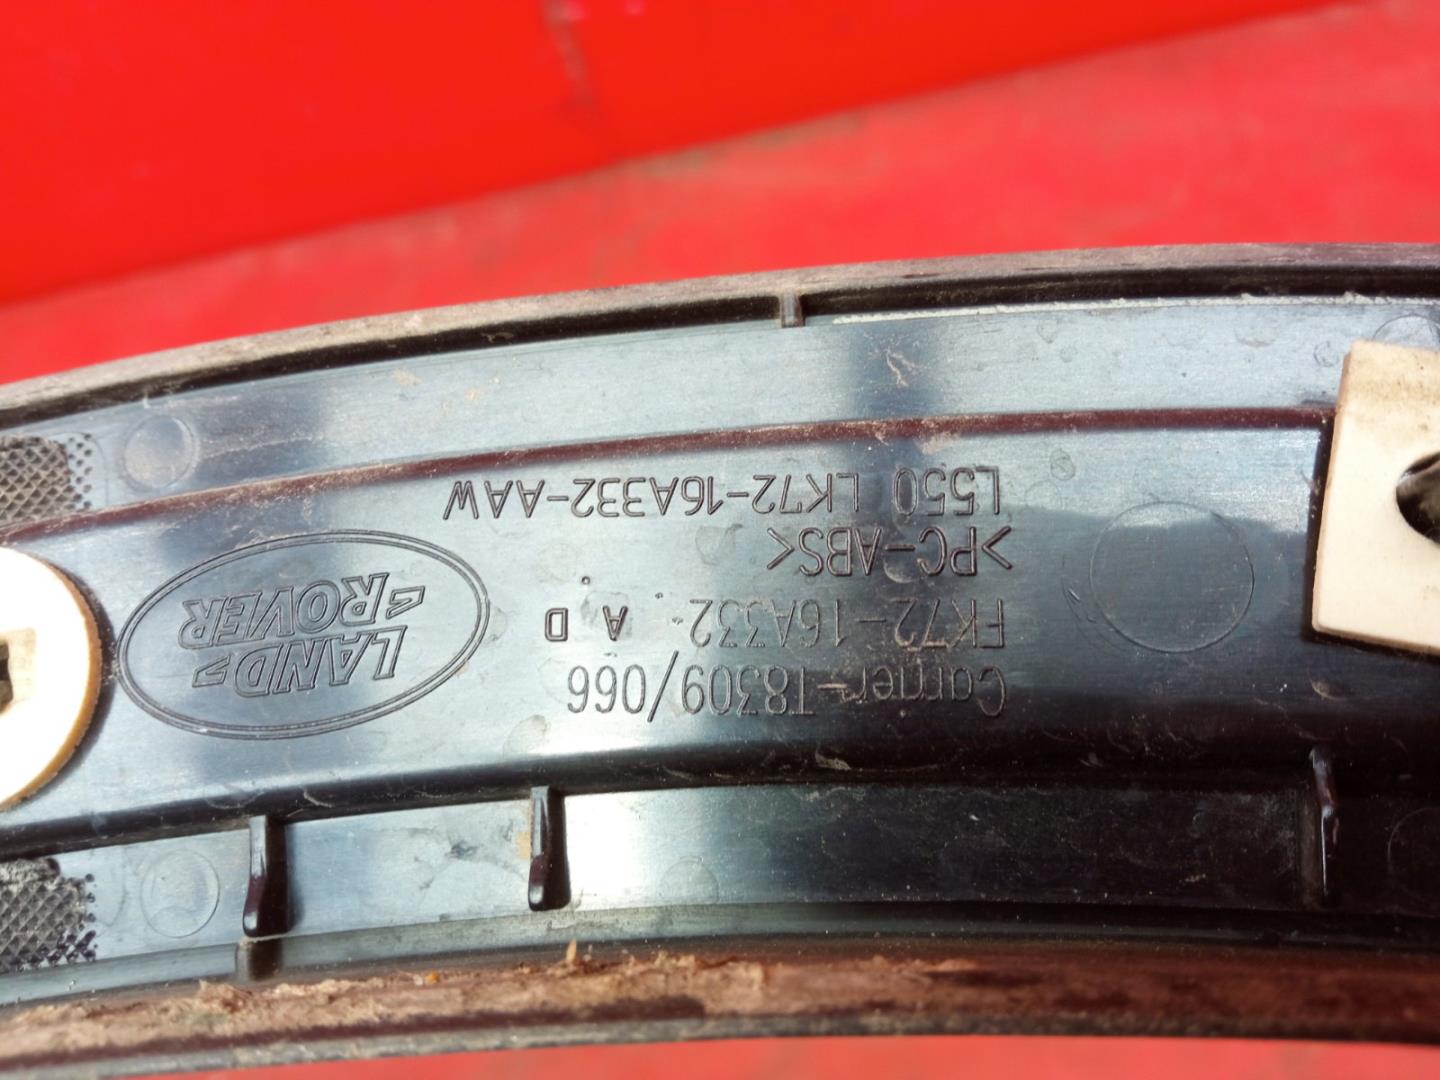 Carrier-T8309/066
FK72-16A332 A D
>PC-ABS<
L550 LK72-16A332-AAW
LAND-
ROVER